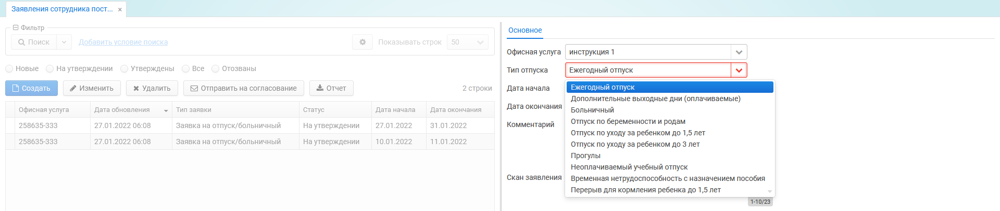 Заявления сотрудника пост... ×
Фильтр
Поиск
Добавить условие поиска
Показывать строк
50
Новые
На утверждении
Утверждены
Все
Отозваны
Создать
Изменить
Удалить
Отправить на согласование
Отчет
2 строки
Офисная услуга Дата обновления Тип заявки Статус Дата начала Дата окончания
258635-333 27.01.2022 06:08 Заявка на отпуск/больничный На утверждении 27.01.2022 31.01.2022
258635-333 27.01.2022 06:08 Заявка на отпуск/больничный На утверждении 10.01.2022 11.01.2022
Основное
Офисная услуга инструкция 1
Тип отпуска Ежегодный отпуск
Дата начала
Дата окончания
Комментарий
Скан заявления
Ежегодный отпуск
Дополнительные выходные дни (оплачиваемые)
Больничный
Отпуск по беременности и родам
Отпуск по уходу за ребенком до 1,5 лет
Отпуск по уходу за ребенком до 3 лет
Прогулы
Неоплачиваемый учебный отпуск
Временная нетрудоспособность с назначением пособия
Перерыв для кормления ребенка до 1,5 лет
1-10/23